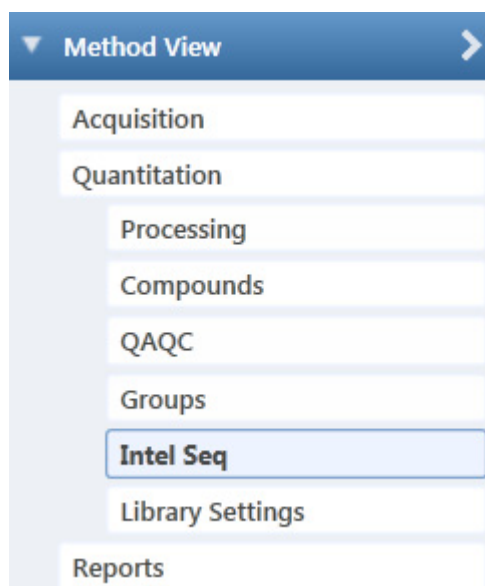 Method View
Acquisition
Quantitation
Processing
Compounds
QAQC
Groups
Intel Seq
Library Settings
Reports